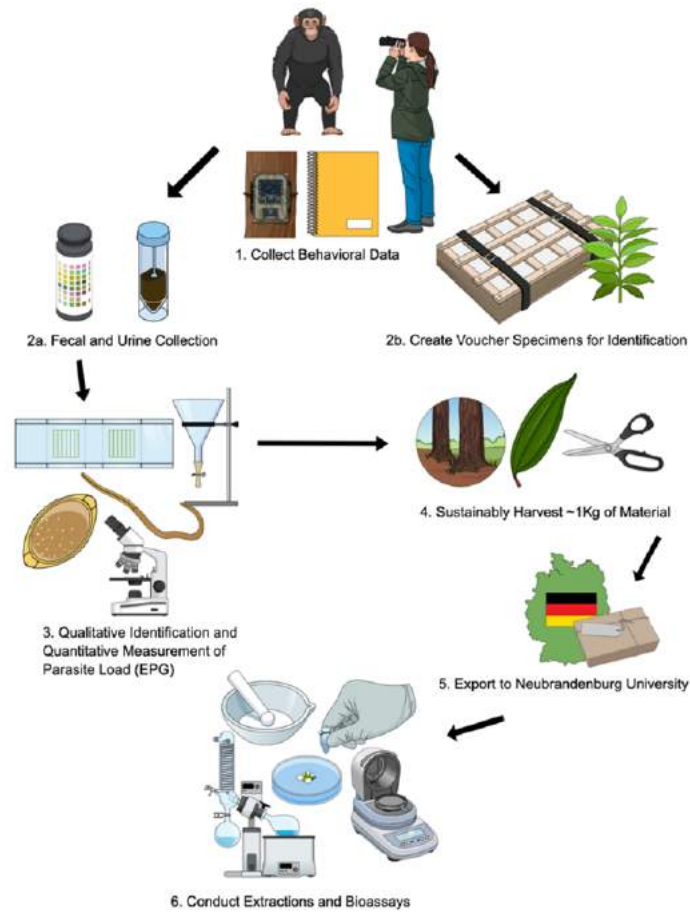 1. Collect Behavioral Data
2a. Fecal and Urine Collection
2b. Create Voucher Specimens for Identification
3. Qualitative Identification and
Quantitative Measurement of
Parasite Load (EPG)
4. Sustainably Harvest ~1Kg of Material
5. Export to Neubrandenburg University
6. Conduct Extractions and Bioassays